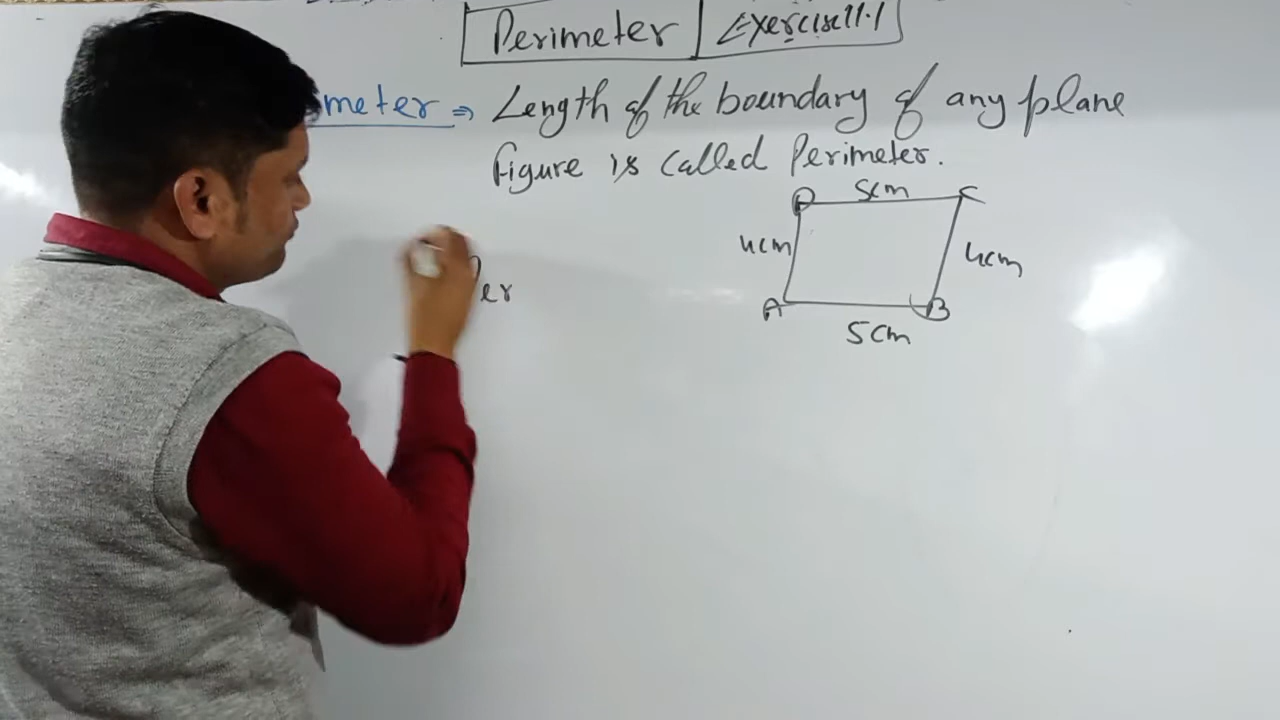 Perimeter Exercise 11.1
meter ⇒ Length of the boundary of any plane
figure is called Perimeter.
D 5cm C
4cm 4cm
A B
5cm
er